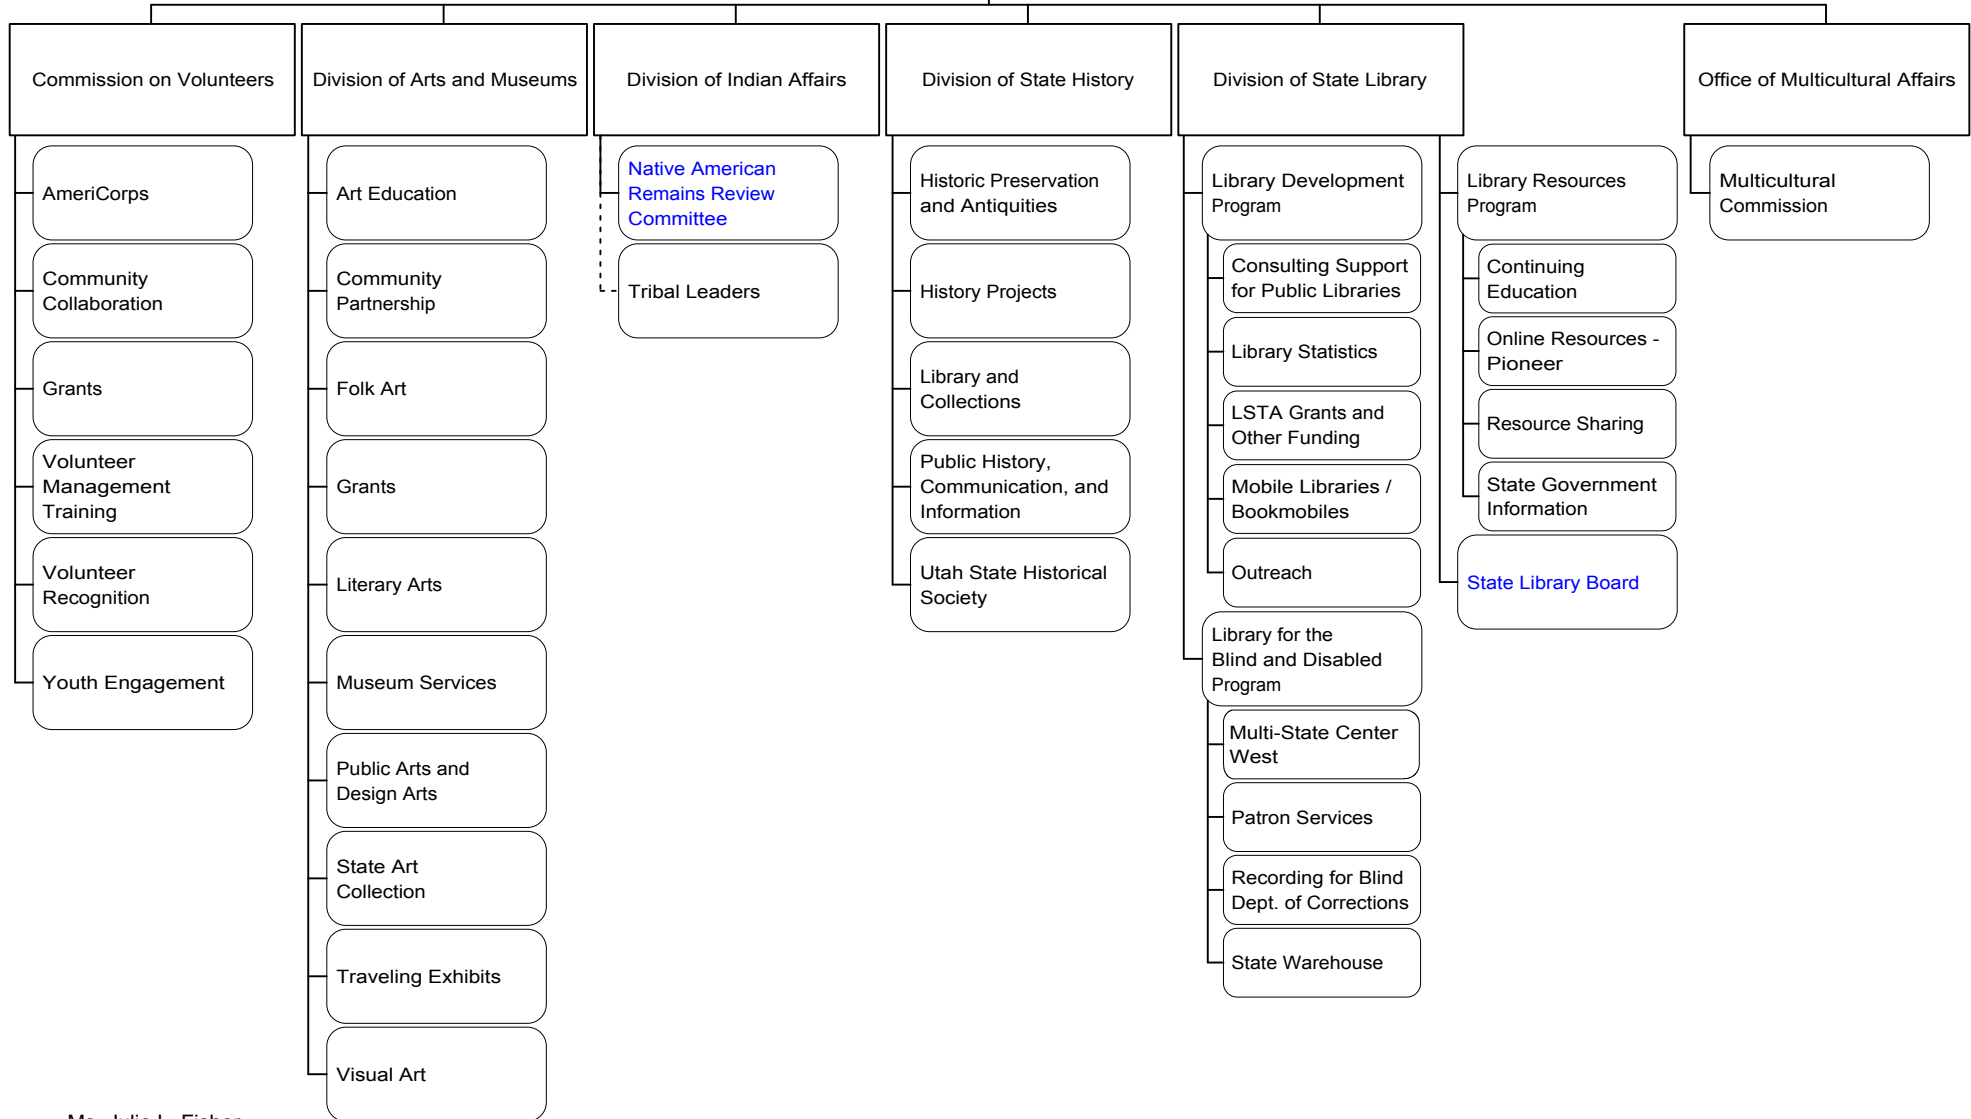 Commission on Volunteers
Division of Arts and Museums
Division of Indian Affairs
Division of State History
Division of State Library
Office of Multicultural Affairs
AmeriCorps
Community
Collaboration
Grants
Volunteer
Management
Training
Volunteer
Recognition
Youth Engagement
Art Education
Community
Partnership
Folk Art
Grants
Literary Arts
Museum Services
Public Arts and
Design Arts
State Art
Collection
Traveling Exhibits
Visual Art
Native American
Remains Review
Committee
Tribal Leaders
Historic Preservation
and Antiquities
History Projects
Library and
Collections
Public History,
Communication, and
Information
Utah State Historical
Society
Library Development
Program
Consulting Support
for Public Libraries
Library Statistics
LSTA Grants and
Other Funding
Mobile Libraries /
Bookmobiles
Outreach
Library for the
Blind and Disabled
Program
Multi-State Center
West
Patron Services
Recording for Blind
Dept. of Corrections
State Warehouse
Library Resources
Program
Continuing
Education
Online Resources -
Pioneer
Resource Sharing
State Government
Information
State Library Board
Multicultural
Commission